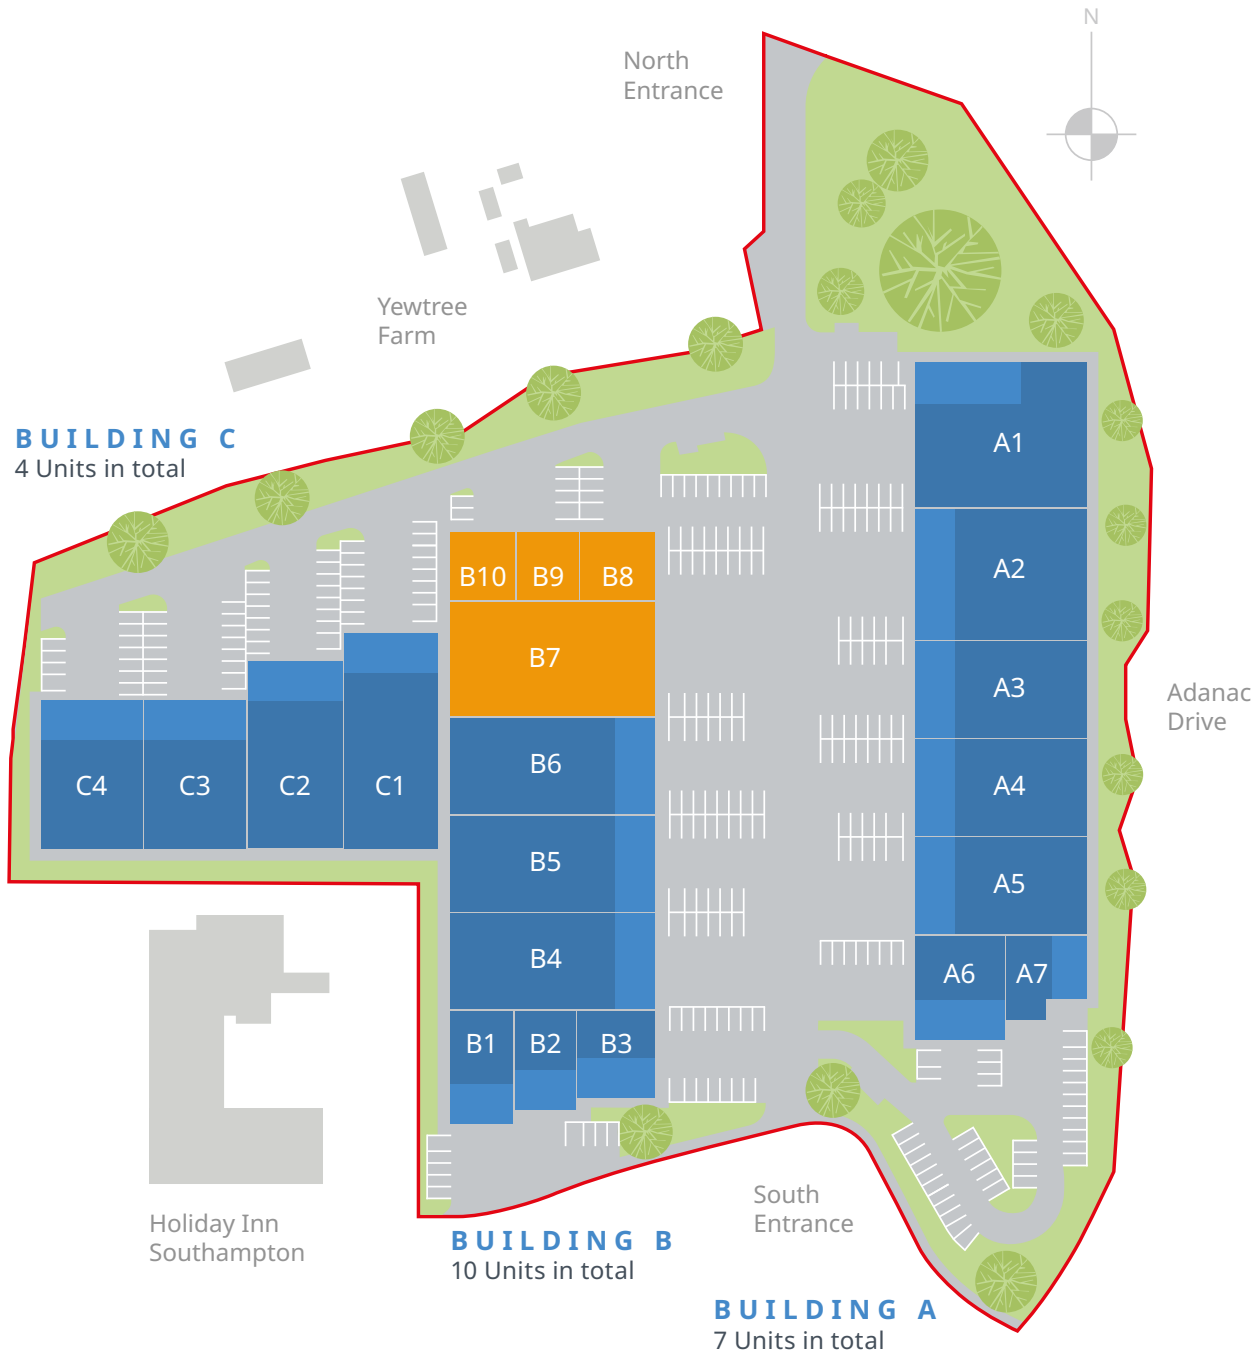 N
North
Entrance
Yewtree
Farm
BUILDING C
4 Units in total
A1
A2
B10
B9
B8
B7
A3
Adanac
Drive
B6
C4
C3
C2
C1
A4
B5
A5
B4
A6
A7
B1
B2
B3
South
Entrance
Holiday Inn
Southampton
BUILDING B
10 Units in total
BUILDING A
7 Units in total